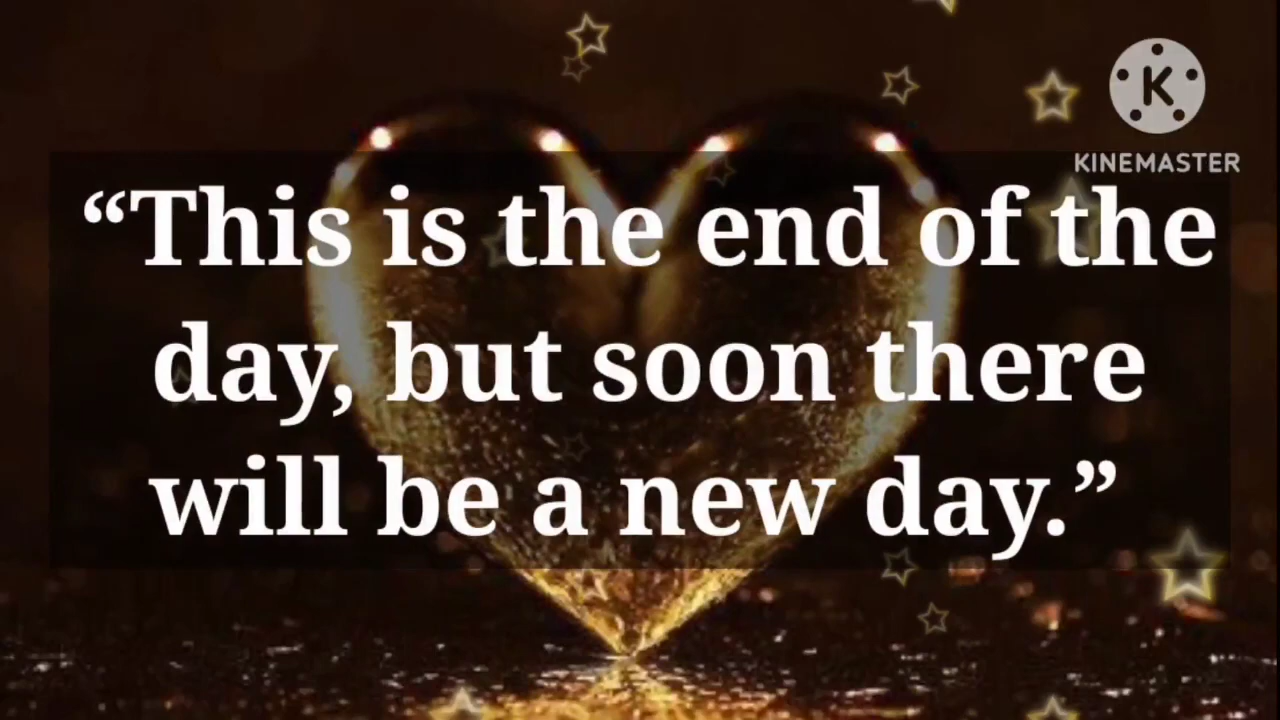 K
KINEMASTER
“This is the end of the
day, but soon there
will be a new day.”